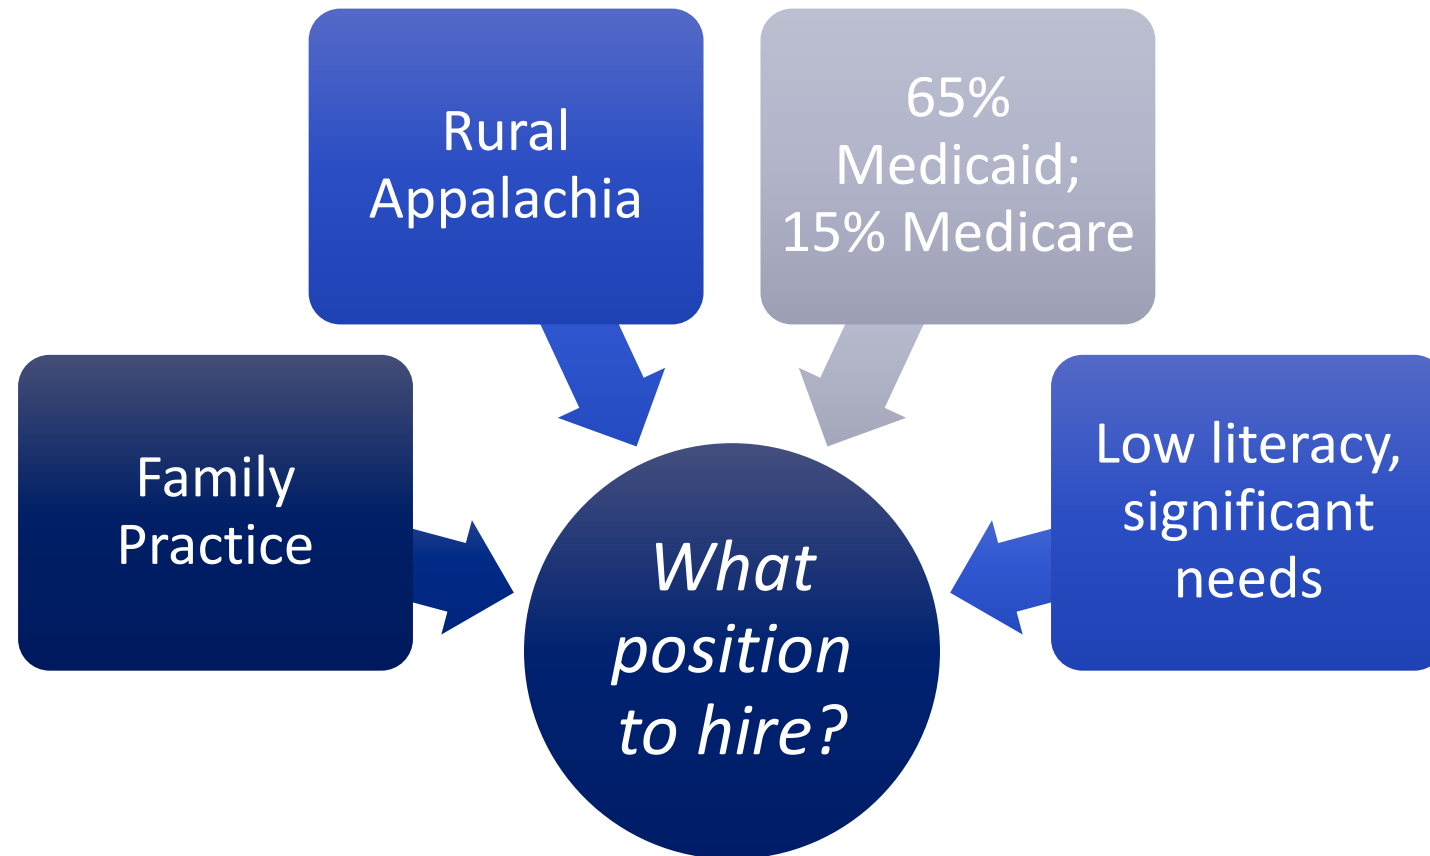 Rural
Appalachia
65%
Medicaid;
15% Medicare
Family
Practice
Low literacy,
significant
needs
What
position
to hire?